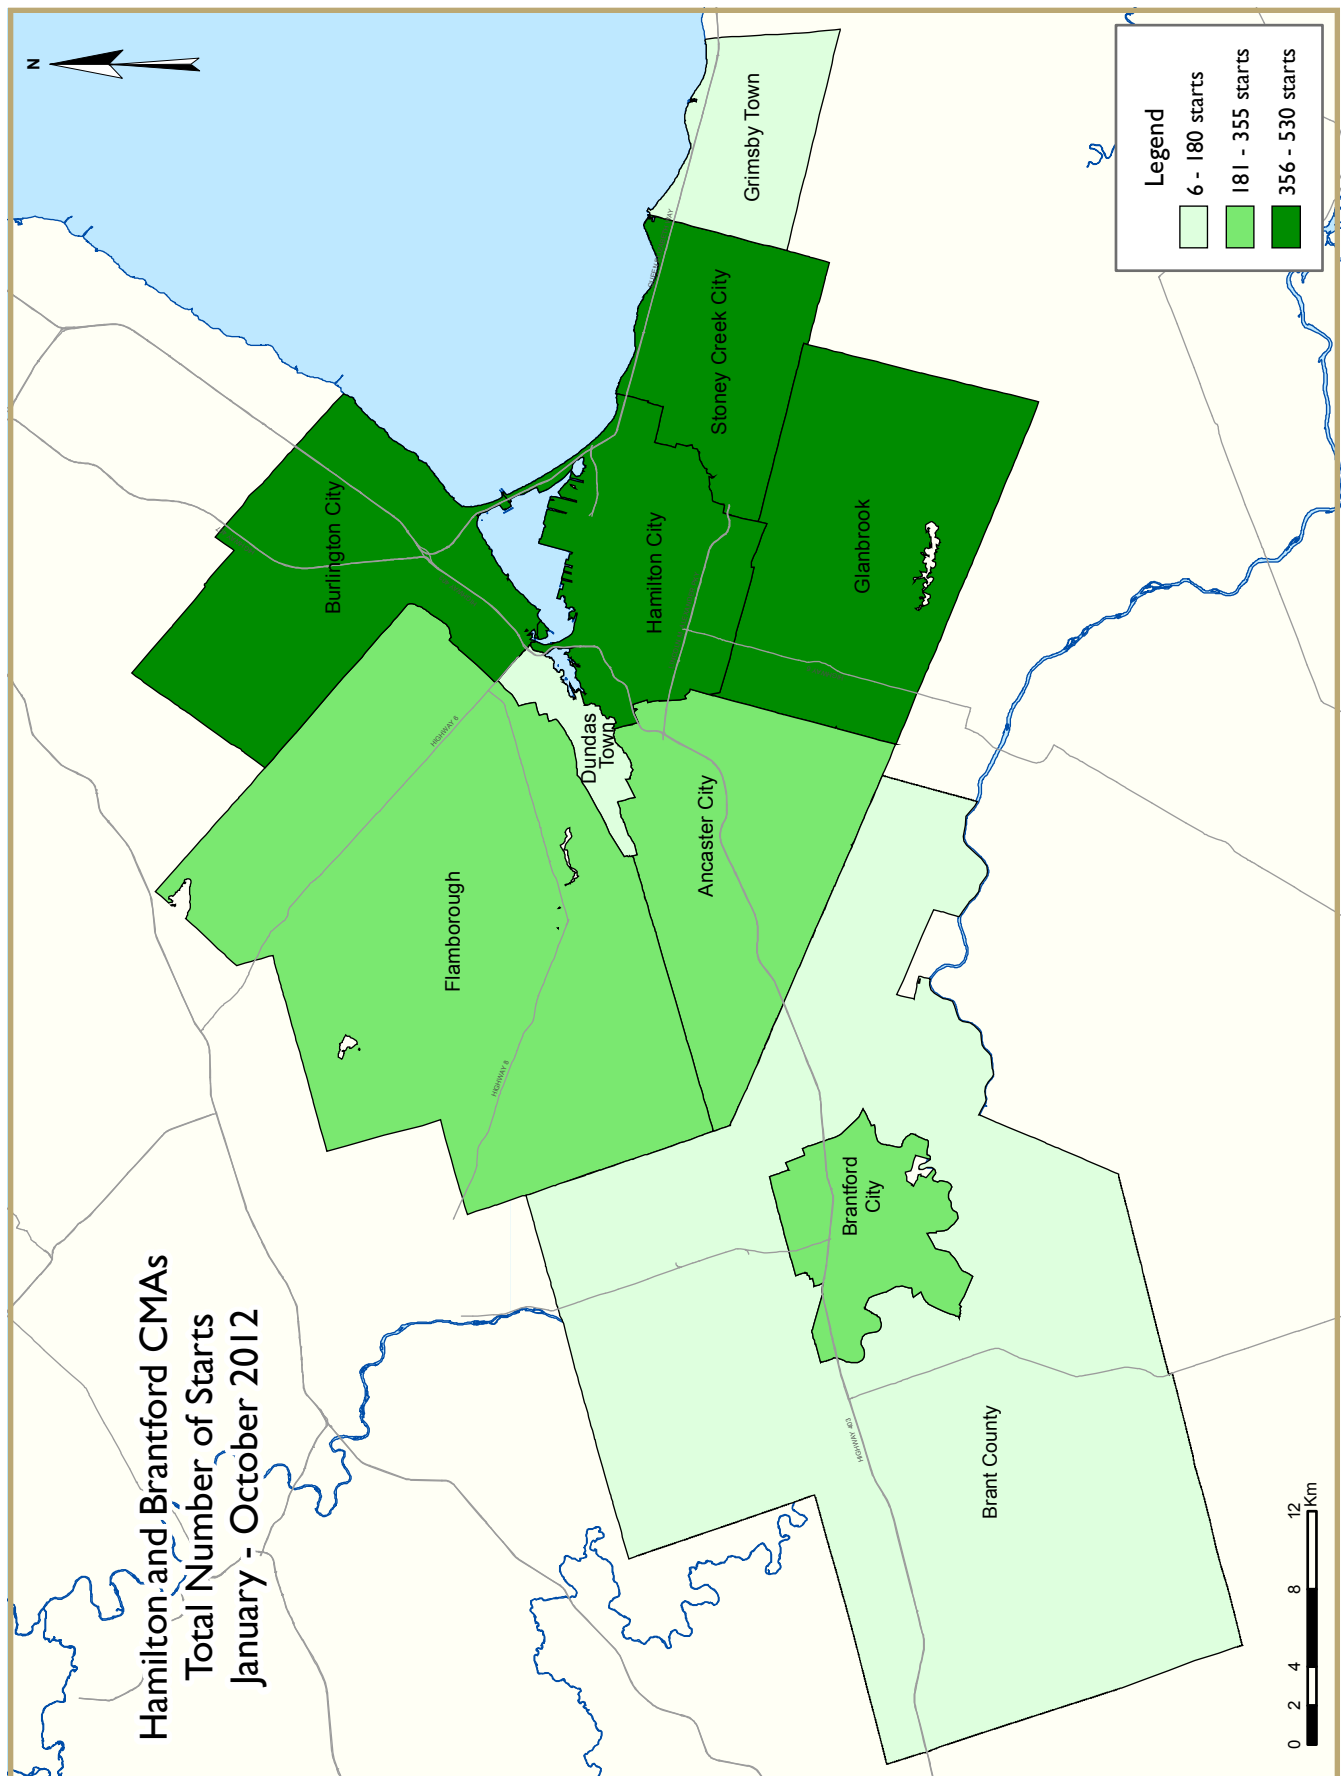 Hamilton and Brantford CMAs
Total Number of Starts
January - October 2012
N
Burlington City
HIGHWAY 6
Flamborough
HIGHWAY 8
Dundas
Town
Hamilton City
Stoney Creek City
Grimsby Town
Ancaster City
Glanbrook
Brantford
City
HIGHWAY 403
Brant County
Legend
6 - 180 starts
181 - 355 starts
356 - 530 starts
0 2 4 8 12
Km